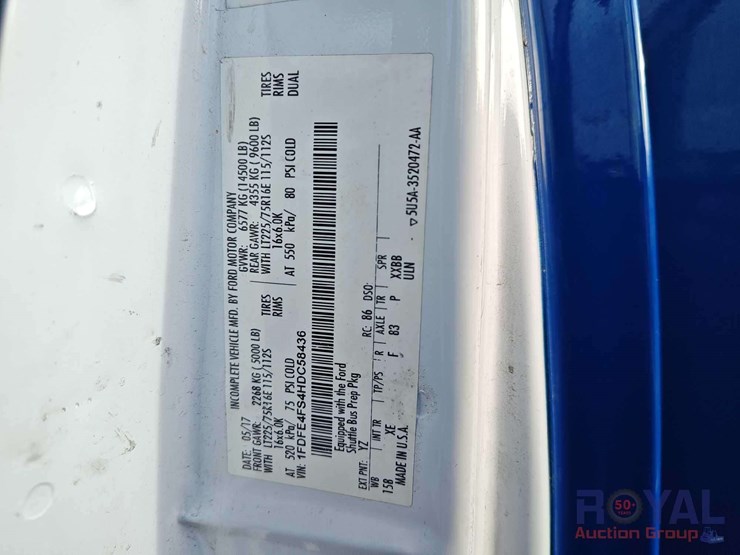 INCOMPLETE VEHICLE MFD. BY FORD MOTOR COMPANY
DATE: 05/17 GVWR: 6577 KG (14500 LB)
FRONT GAWR: 2268 KG ( 5000 LB) REAR GAWR: 4355 KG ( 9600 LB)
WITH LT225/75R16E 115/112S TIRES WITH LT225/75R16E 115/112S TIRES
16x6.0K RIMS 16x6.0K RIMS
AT 520 kPa/ 75 PSI COLD AT 550 kPa/ 80 PSI COLD DUAL
VIN: 1FDFE4FS4HDC58436
Equipped with the Ford
Shuttle Bus Prep Pkg
EXT PNT: YZ RC: 86 DSO:
WB INT TR TP/PS R AXLE TR SPR
158 XE F 83 P XXBB
MADE IN U.S.A. ULN
▽5U5A-3520472-AA
ROYAL
50+
YEARS
Auction Group